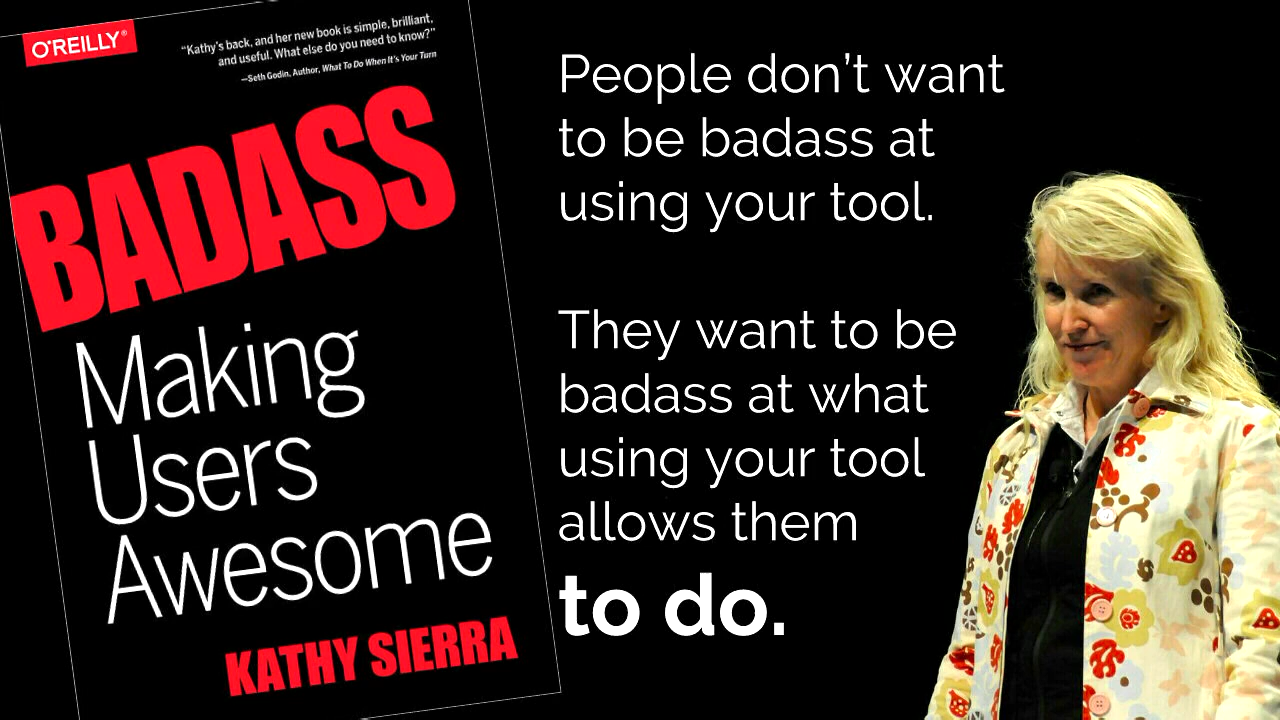 O'REILLY®
“Kathy's back, and her new book is simple, brilliant,
and useful. What else do you need to know?”
—Seth Godin, Author, What To Do When It's Your Turn
BADASS
Making
Users
Awesome
KATHY SIERRA
People don't want
to be badass at
using your tool.
They want to be
badass at what
using your tool
allows them
to do.